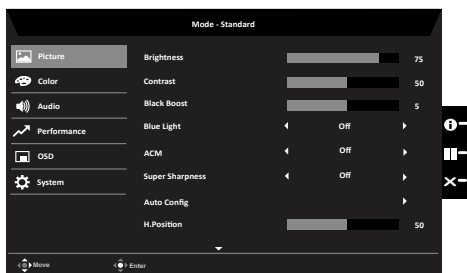 Mode - Standard
Picture
Color
Audio
Performance
OSD
System
Brightness 75
Contrast 50
Black Boost 5
Blue Light Off
ACM Off
Super Sharpness Off
Auto Config
H.Position 50
Move
Enter